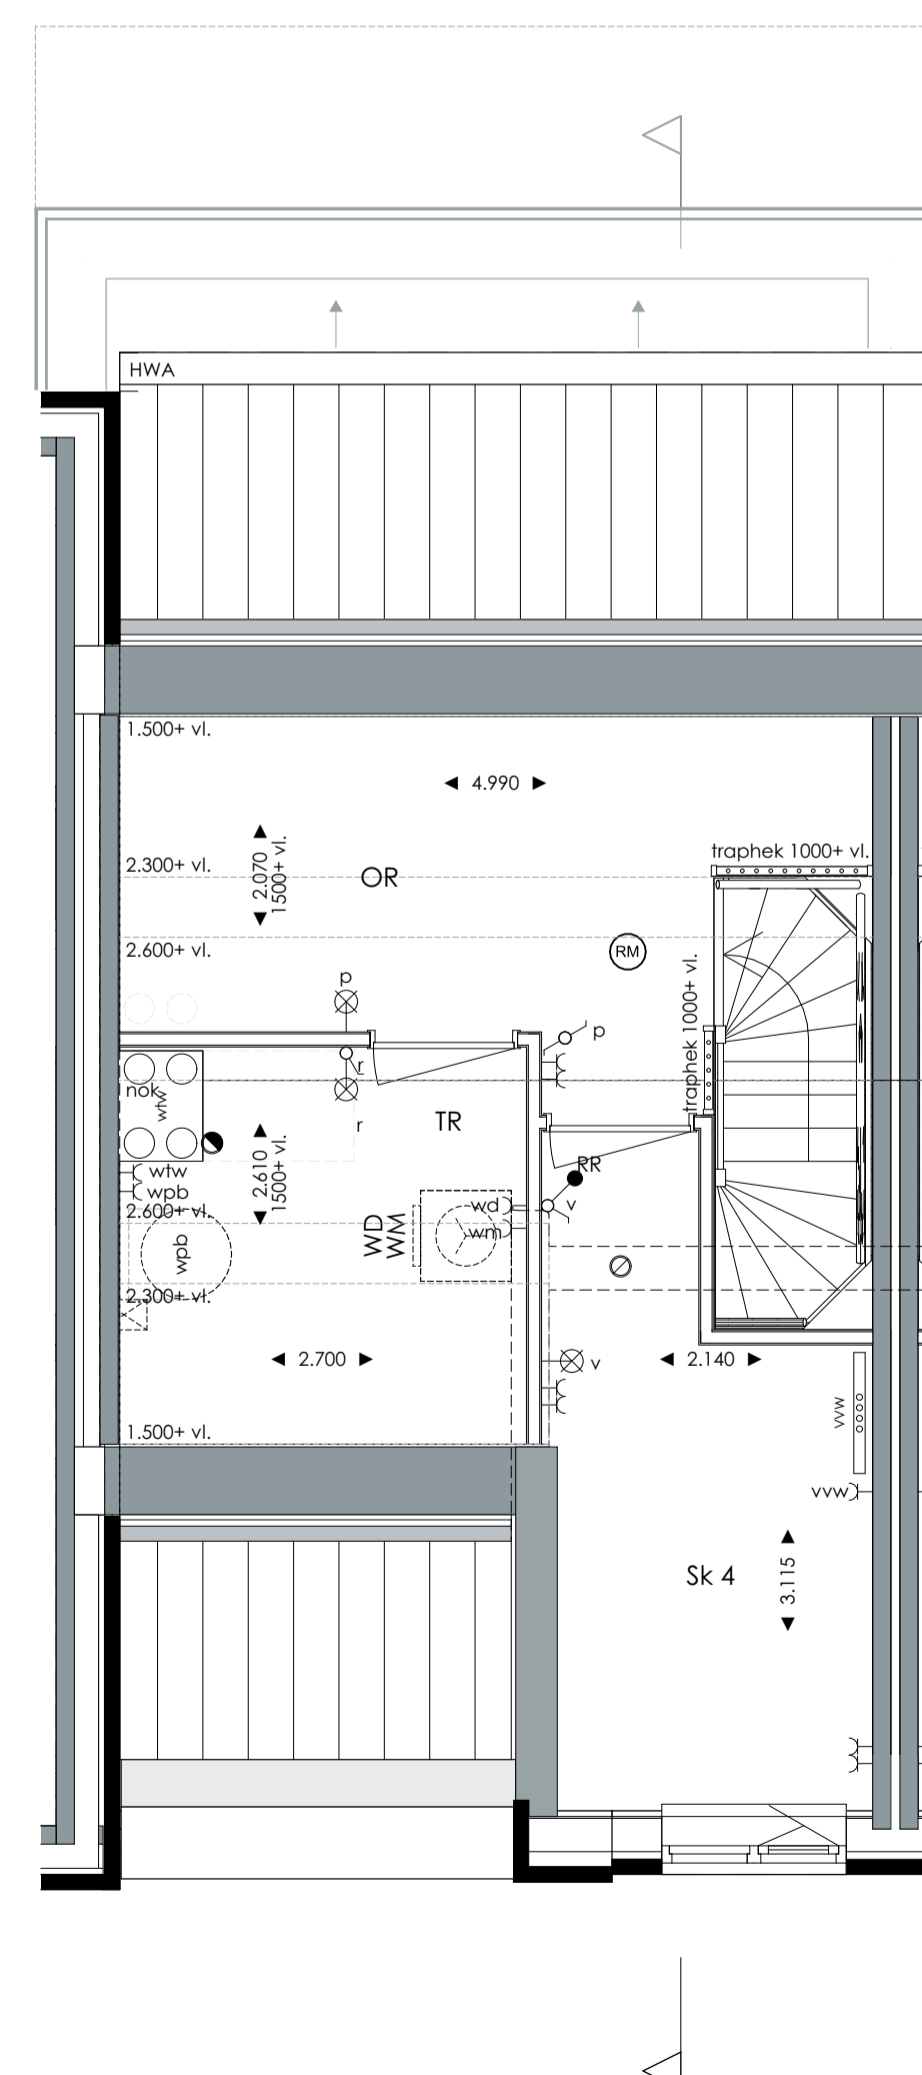 HWA
1.500+ vl.
4.990
2.300+ vl.
2.070
1500+ vl.
OR
traphek 1000+ vl.
2.600+ vl.
RM
traphek 1000+ vl.
p
p
r
nok
wtw
r
TR
2.610
1500+ vl.
RR
wtw
wpb
2.600+ vl.
wpb
WD
WM
wd
wm
v
2.300+ vl.
2.700
v
2.140
vvw
1.500+ vl.
vvw
Sk 4
3.115